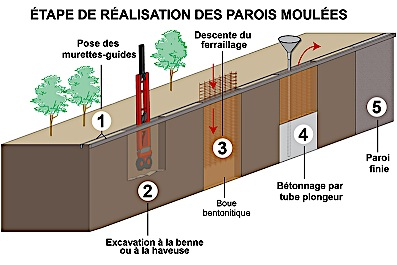 ÉTAPE DE RÉALISATION DES PAROIS MOULÉES
Pose des
murettes-guides
Descente du
ferraillage
1
2
3
4
5
Excavation à la benne
ou à la haveuse
Boue
bentonitique
Bétonnage par
tube plongeur
Paroi
finie